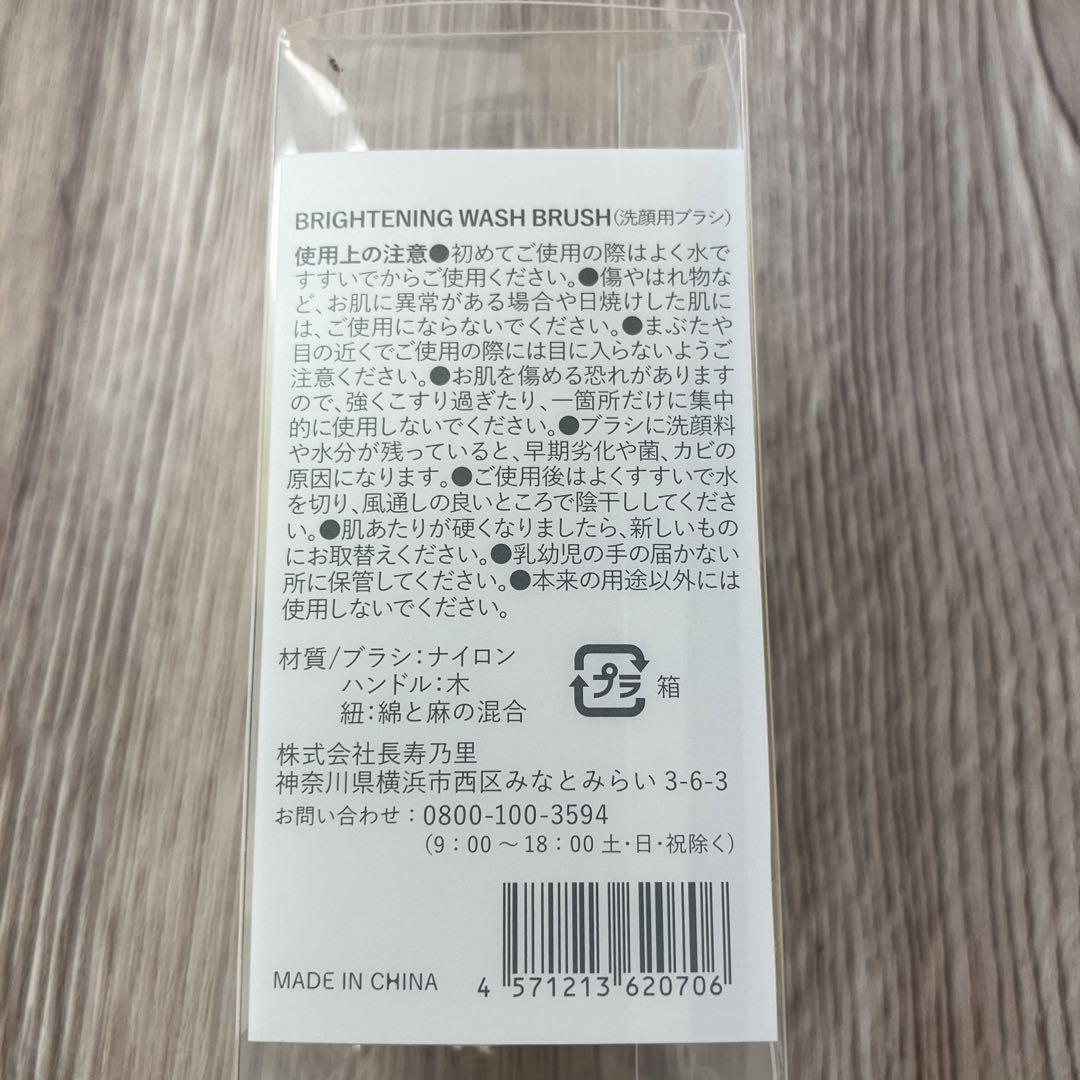 BRIGHTENING WASH BRUSH(洗顔用ブラシ)
使用上の注意●初めてご使用の際はよく水で
すすいでからご使用ください。●傷やはれ物な
ど、お肌に異常がある場合や日焼けした肌に
は、ご使用にならないでください。●まぶたや
目の近くでご使用の際には目に入らないようご
注意ください。●お肌を傷める恐れがあります
ので、強くこすり過ぎたり、一箇所だけに集中
的に使用しないでください。●ブラシに洗顔料
や水分が残っていると、早期劣化や菌、カビの
原因になります。●ご使用後はよくすすいで水
を切り、風通しの良いところで陰干ししてくださ
い。●肌あたりが硬くなりましたら、新しいもの
にお取替えください。●乳幼児の手の届かない
所に保管してください。●本来の用途以外には
使用しないでください。
材質/ブラシ:ナイロン
ハンドル:木
紐:綿と麻の混合
プラ 箱
株式会社長寿乃里
神奈川県横浜市西区みなとみらい 3-6-3
お問い合わせ:0800-100-3594
(9:00〜18:00 土・日・祝除く)
MADE IN CHINA
4 571213 620706